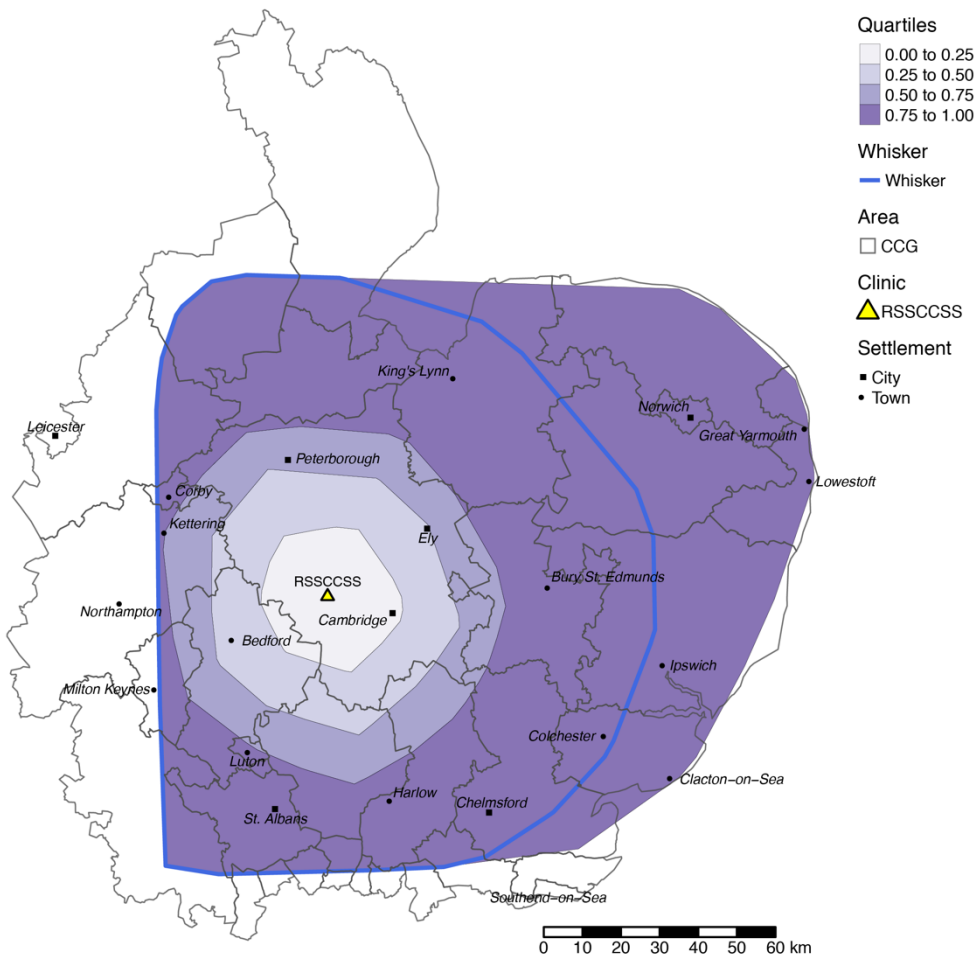 Quartiles
0.00 to 0.25
0.25 to 0.50
0.50 to 0.75
0.75 to 1.00
Whisker
Whisker
Area
CCG
Clinic
RSSCCSS
Settlement
City
Town
King's Lynn
Norwich
Great Yarmouth
Leicester
Peterborough
Lowestoft
Corby
Kettering
Ely
RSSCCSS
Bury St. Edmunds
Northampton
Cambridge
Bedford
Ipswich
Milton Keynes
Colchester
Luton
Clacton−on−Sea
Harlow
Chelmsford
St. Albans
Southend−on−Sea
0 10 20 30 40 50 60 km